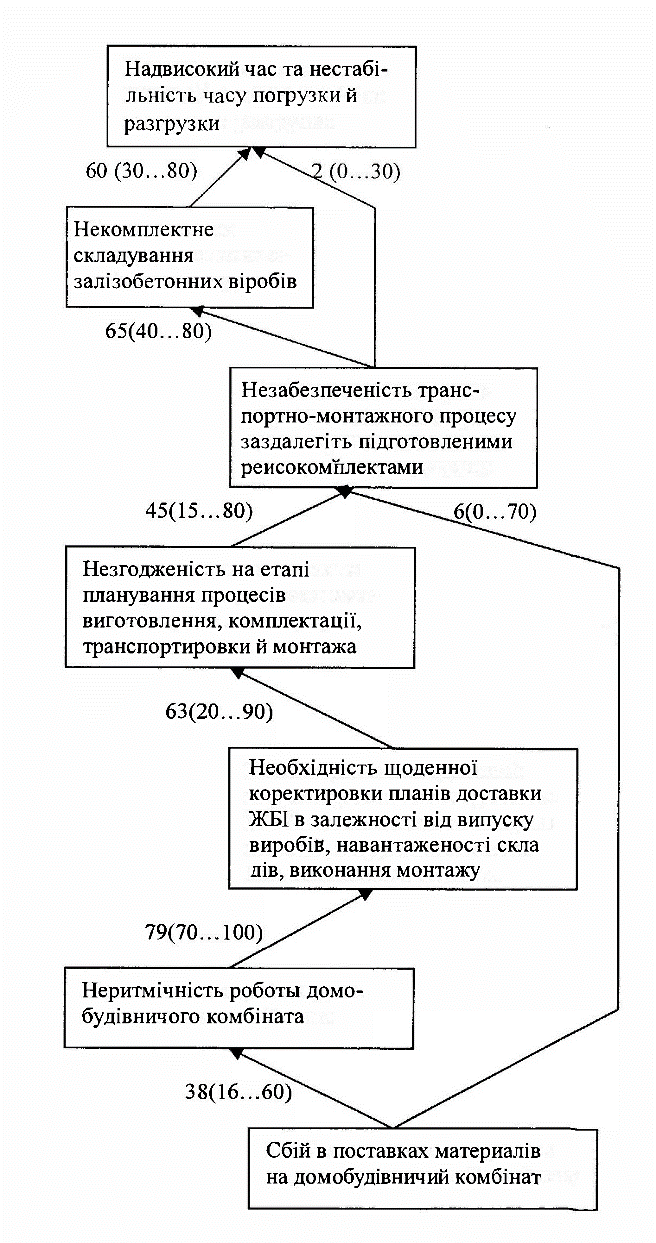 Надвисокий час та нестабі-
льність часу погрузки й
разгрузки
60 (30…80)
2 (0…30)
Некомплектне
складування
залізобетонних віробів
65(40…80)
Незабезпеченість транс-
портно-монтажного процесу
заздалегіть підготовленими
реисокомплектами
45(15…80)
6(0…70)
Незгодженість на етапі
планування процесів
виготовлення, комплектації,
транспортировки й монтажа
63(20…90)
Необхідність щоденної
коректировки планів доставки
ЖБІ в залежності від випуску
виробів, навантаженості скла
дів, виконання монтажу
79(70…100)
Неритмічність роботы домо-
будівничого комбіната
38(16…60)
Сбій в поставках материалів
на домобудівничий комбінат